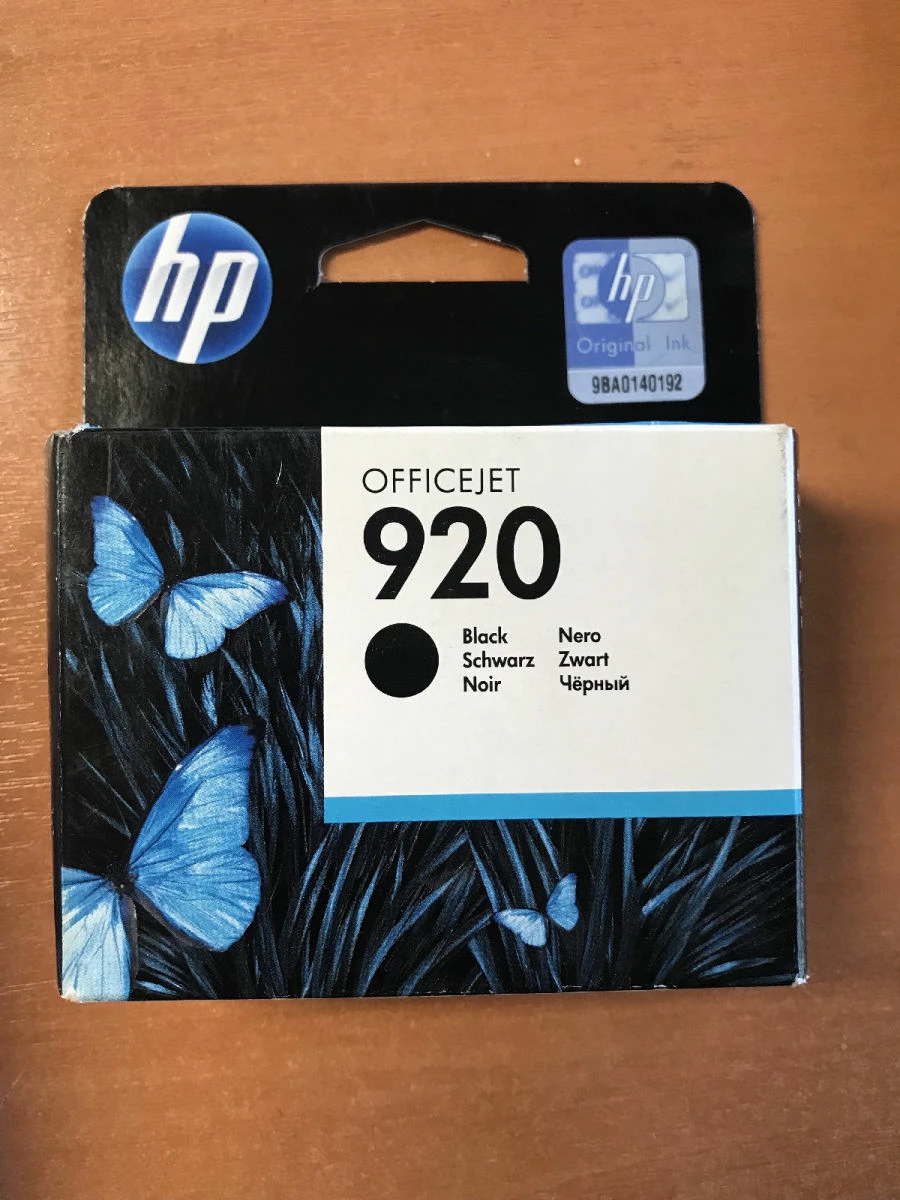 hp
hp
Original Ink
9BA0140192
OFFICEJET
920
Black Nero
Schwarz Zwart
Noir Чёрный